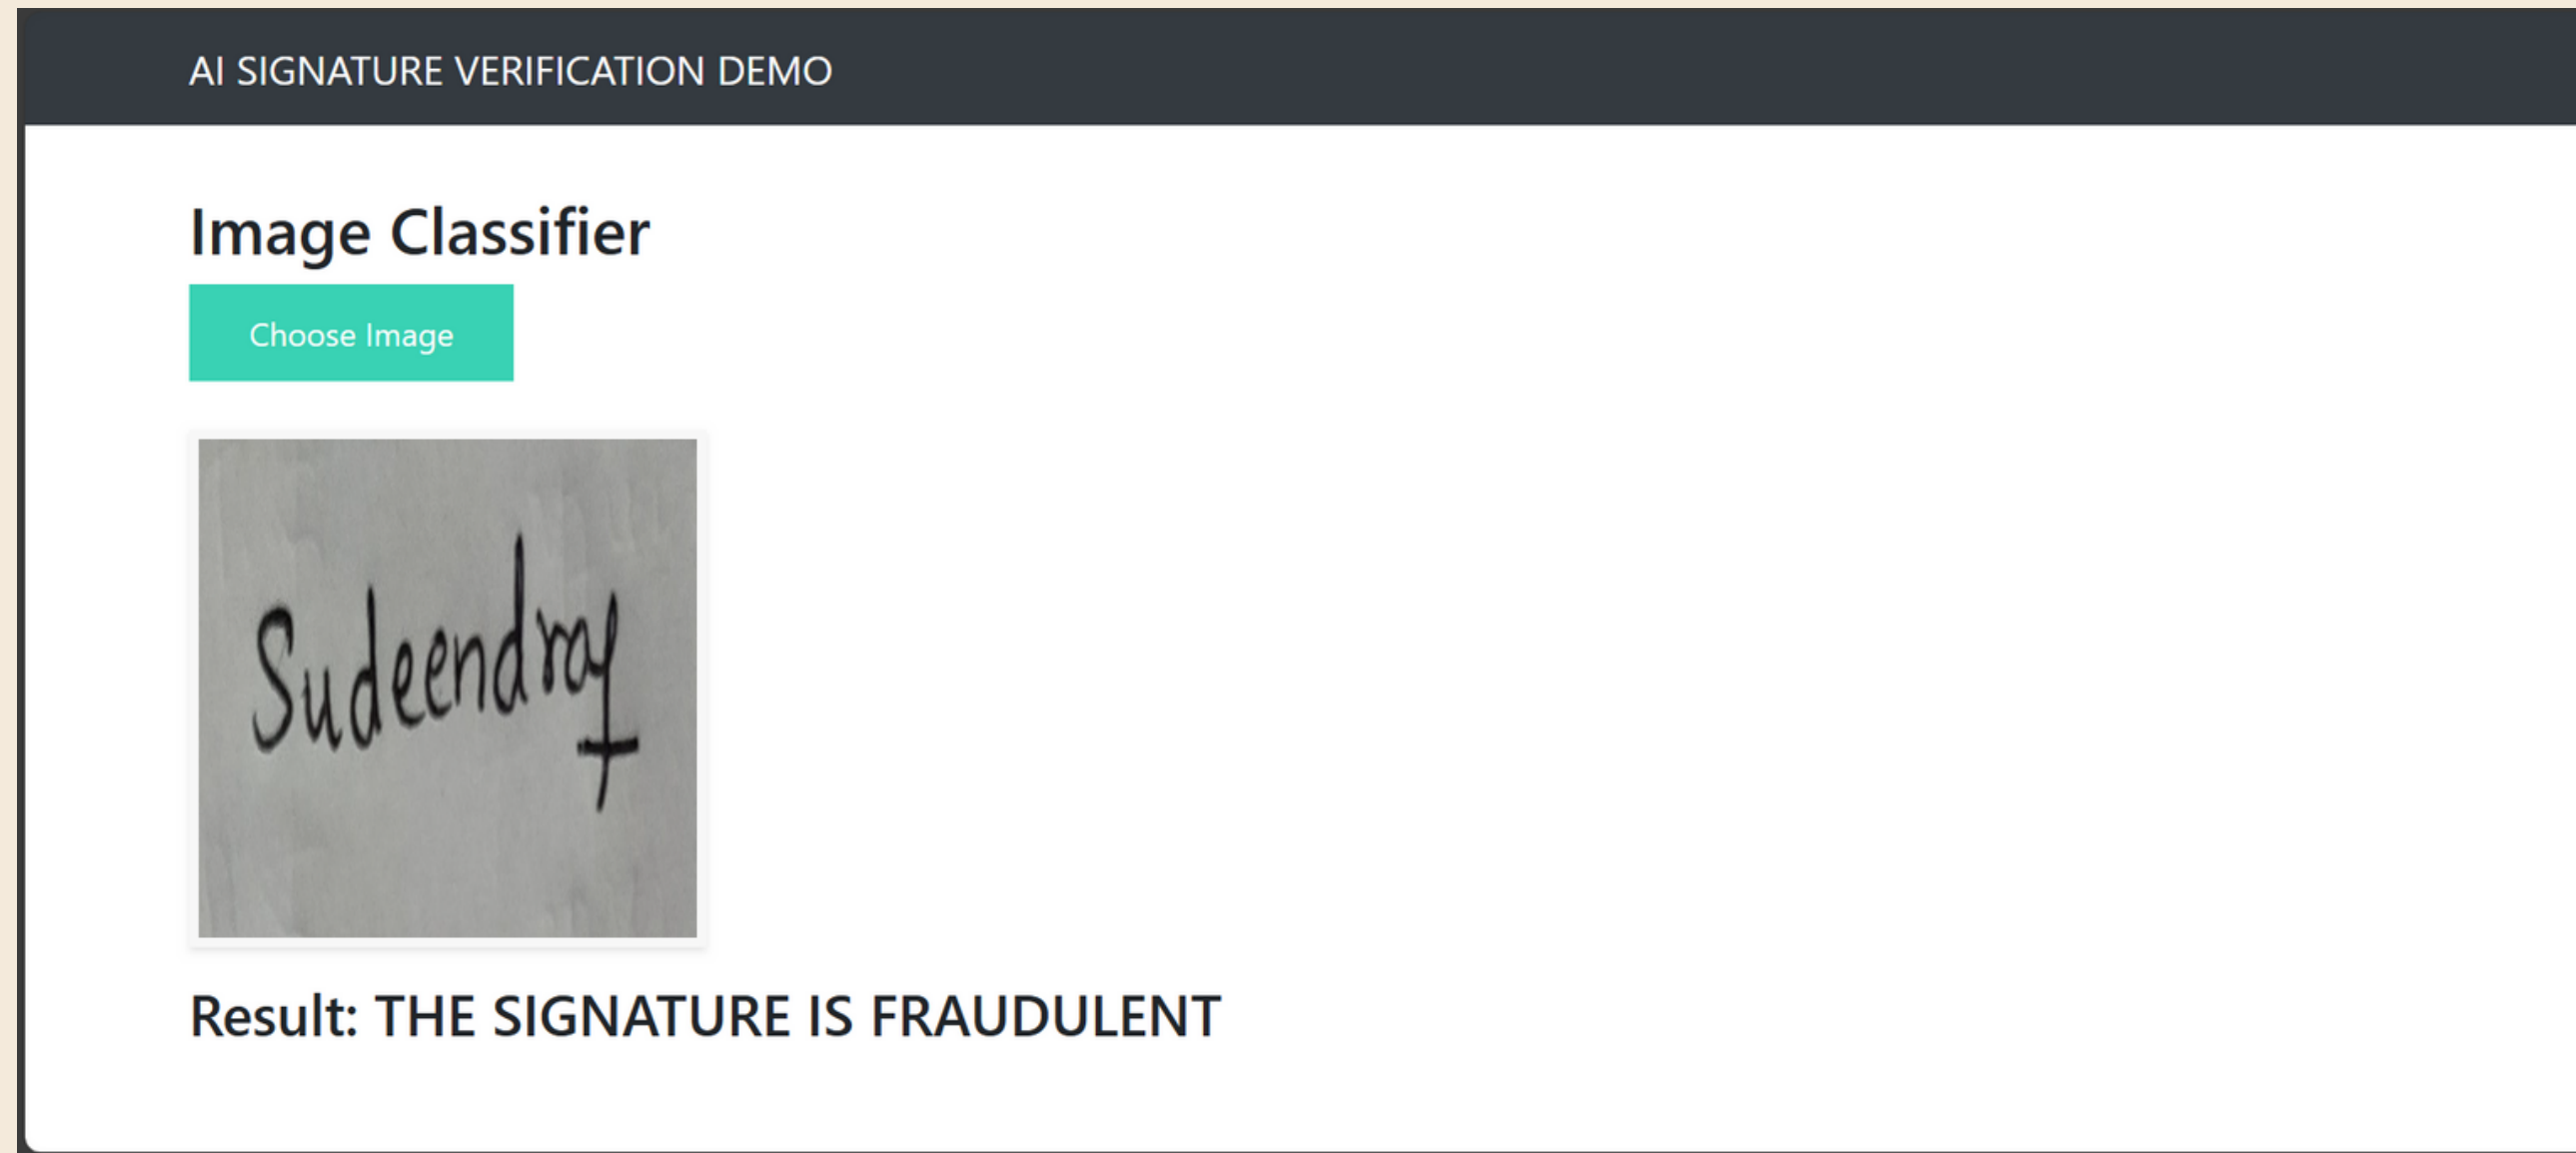 AI SIGNATURE VERIFICATION DEMO
Image Classifier
Choose Image
Sudeendra
Result: THE SIGNATURE IS FRAUDULENT